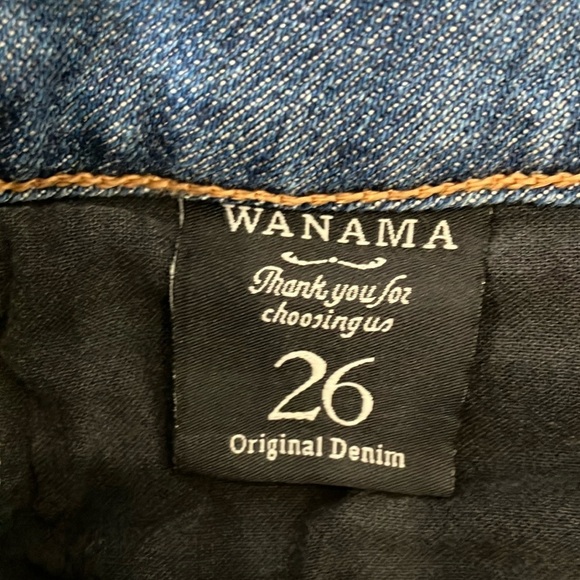 WANAMA
Thank you for
choosing us
26
Original Denim